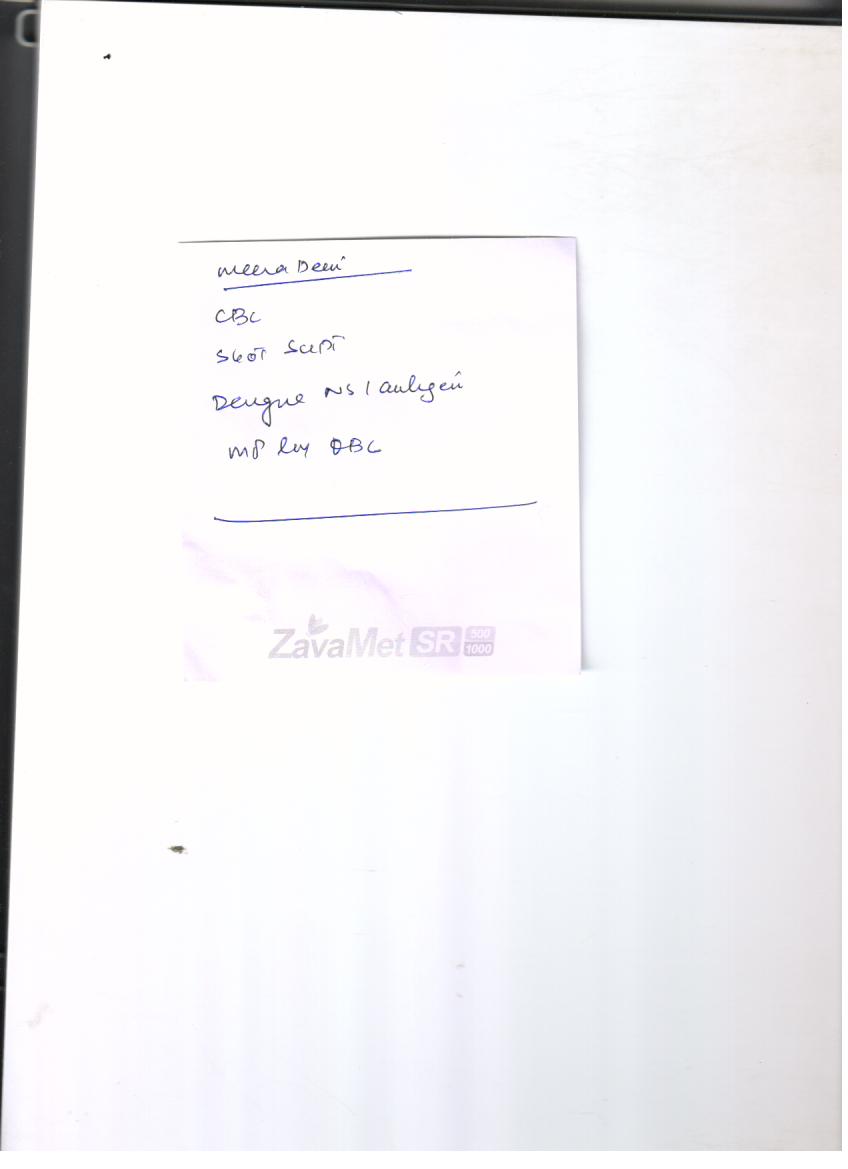 Meera Devi
CBC
SGOT SGPT
Dengue NS1 antigen
MP by QBC
ZavaMet SR 500 1000